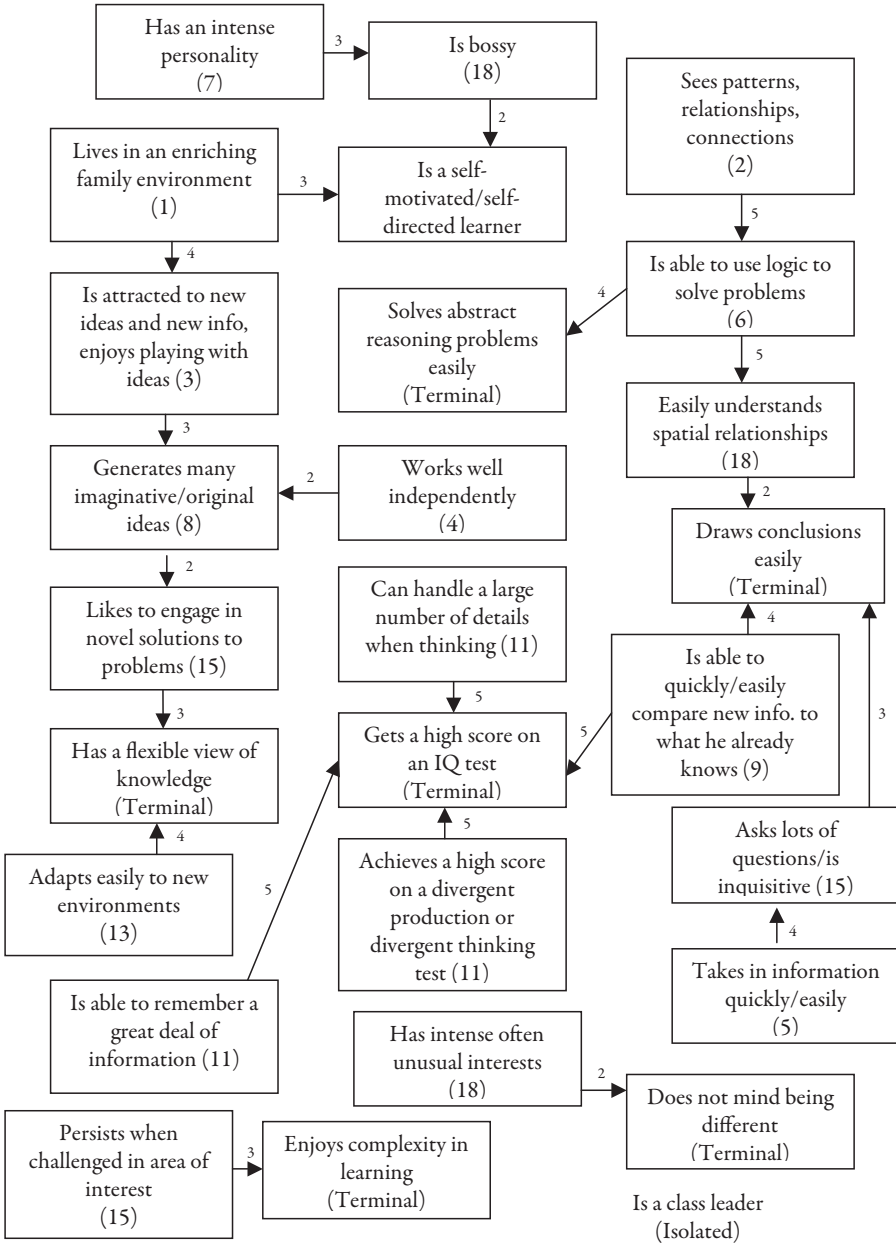 Has an intense
personality
(7)
3
Is bossy
(18)
2
Sees patterns,
relationships,
connections
(2)
5
Lives in an enriching
family environment
(1)
3
Is a self-
motivated/self-
directed learner
4
Is able to use logic to
solve problems
(6)
4
5
Is attracted to new
ideas and new info,
enjoys playing with
ideas (3)
3
Solves abstract
reasoning problems
easily
(Terminal)
Easily understands
spatial relationships
(18)
2
Generates many
imaginative/original
ideas (8)
2
Works well
independently
(4)
2
Draws conclusions
easily
(Terminal)
4
3
Likes to engage in
novel solutions to
problems (15)
3
Can handle a large
number of details
when thinking (11)
5
Is able to
quickly/easily
compare new info. to
what he already
knows (9)
5
Has a flexible view of
knowledge
(Terminal)
4
Gets a high score on
an IQ test
(Terminal)
5
Asks lots of
questions/is
inquisitive (15)
4
Adapts easily to new
environments
(13)
5
Achieves a high score
on a divergent
production or
divergent thinking
test (11)
Takes in information
quickly/easily
(5)
Is able to remember a
great deal of
information (11)
Has intense often
unusual interests
(18)
2
Does not mind being
different
(Terminal)
Persists when
challenged in area of
interest
(15)
3
Enjoys complexity in
learning
(Terminal)
Is a class leader
(Isolated)